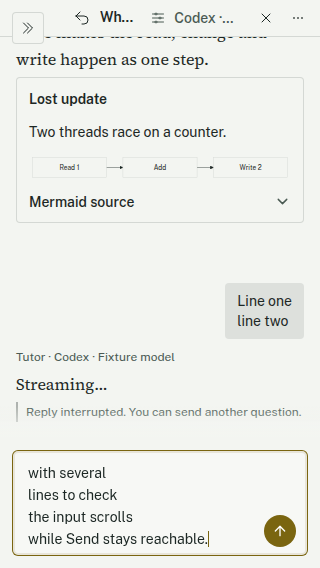 Wh...
Codex ·...
write happen as one step.
Lost update
Two threads race on a counter.
Read 1
Add
Write 2
Mermaid source
Line one
line two
Tutor · Codex · Fixture model
Streaming...
Reply interrupted. You can send another question.
with several
lines to check
the input scrolls
while Send stays reachable.